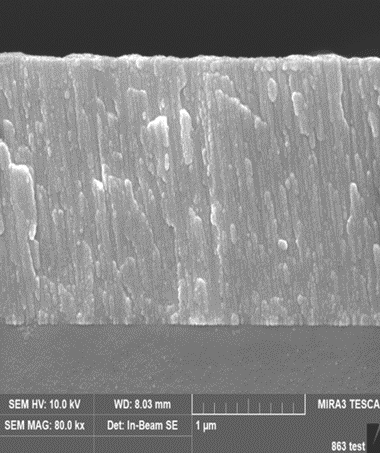 SEM HV: 10.0 kV WD: 8.03 mm MIRA3 TESCA
SEM MAG: 80.0 kx Det: In-Beam SE 1 µm
863 test